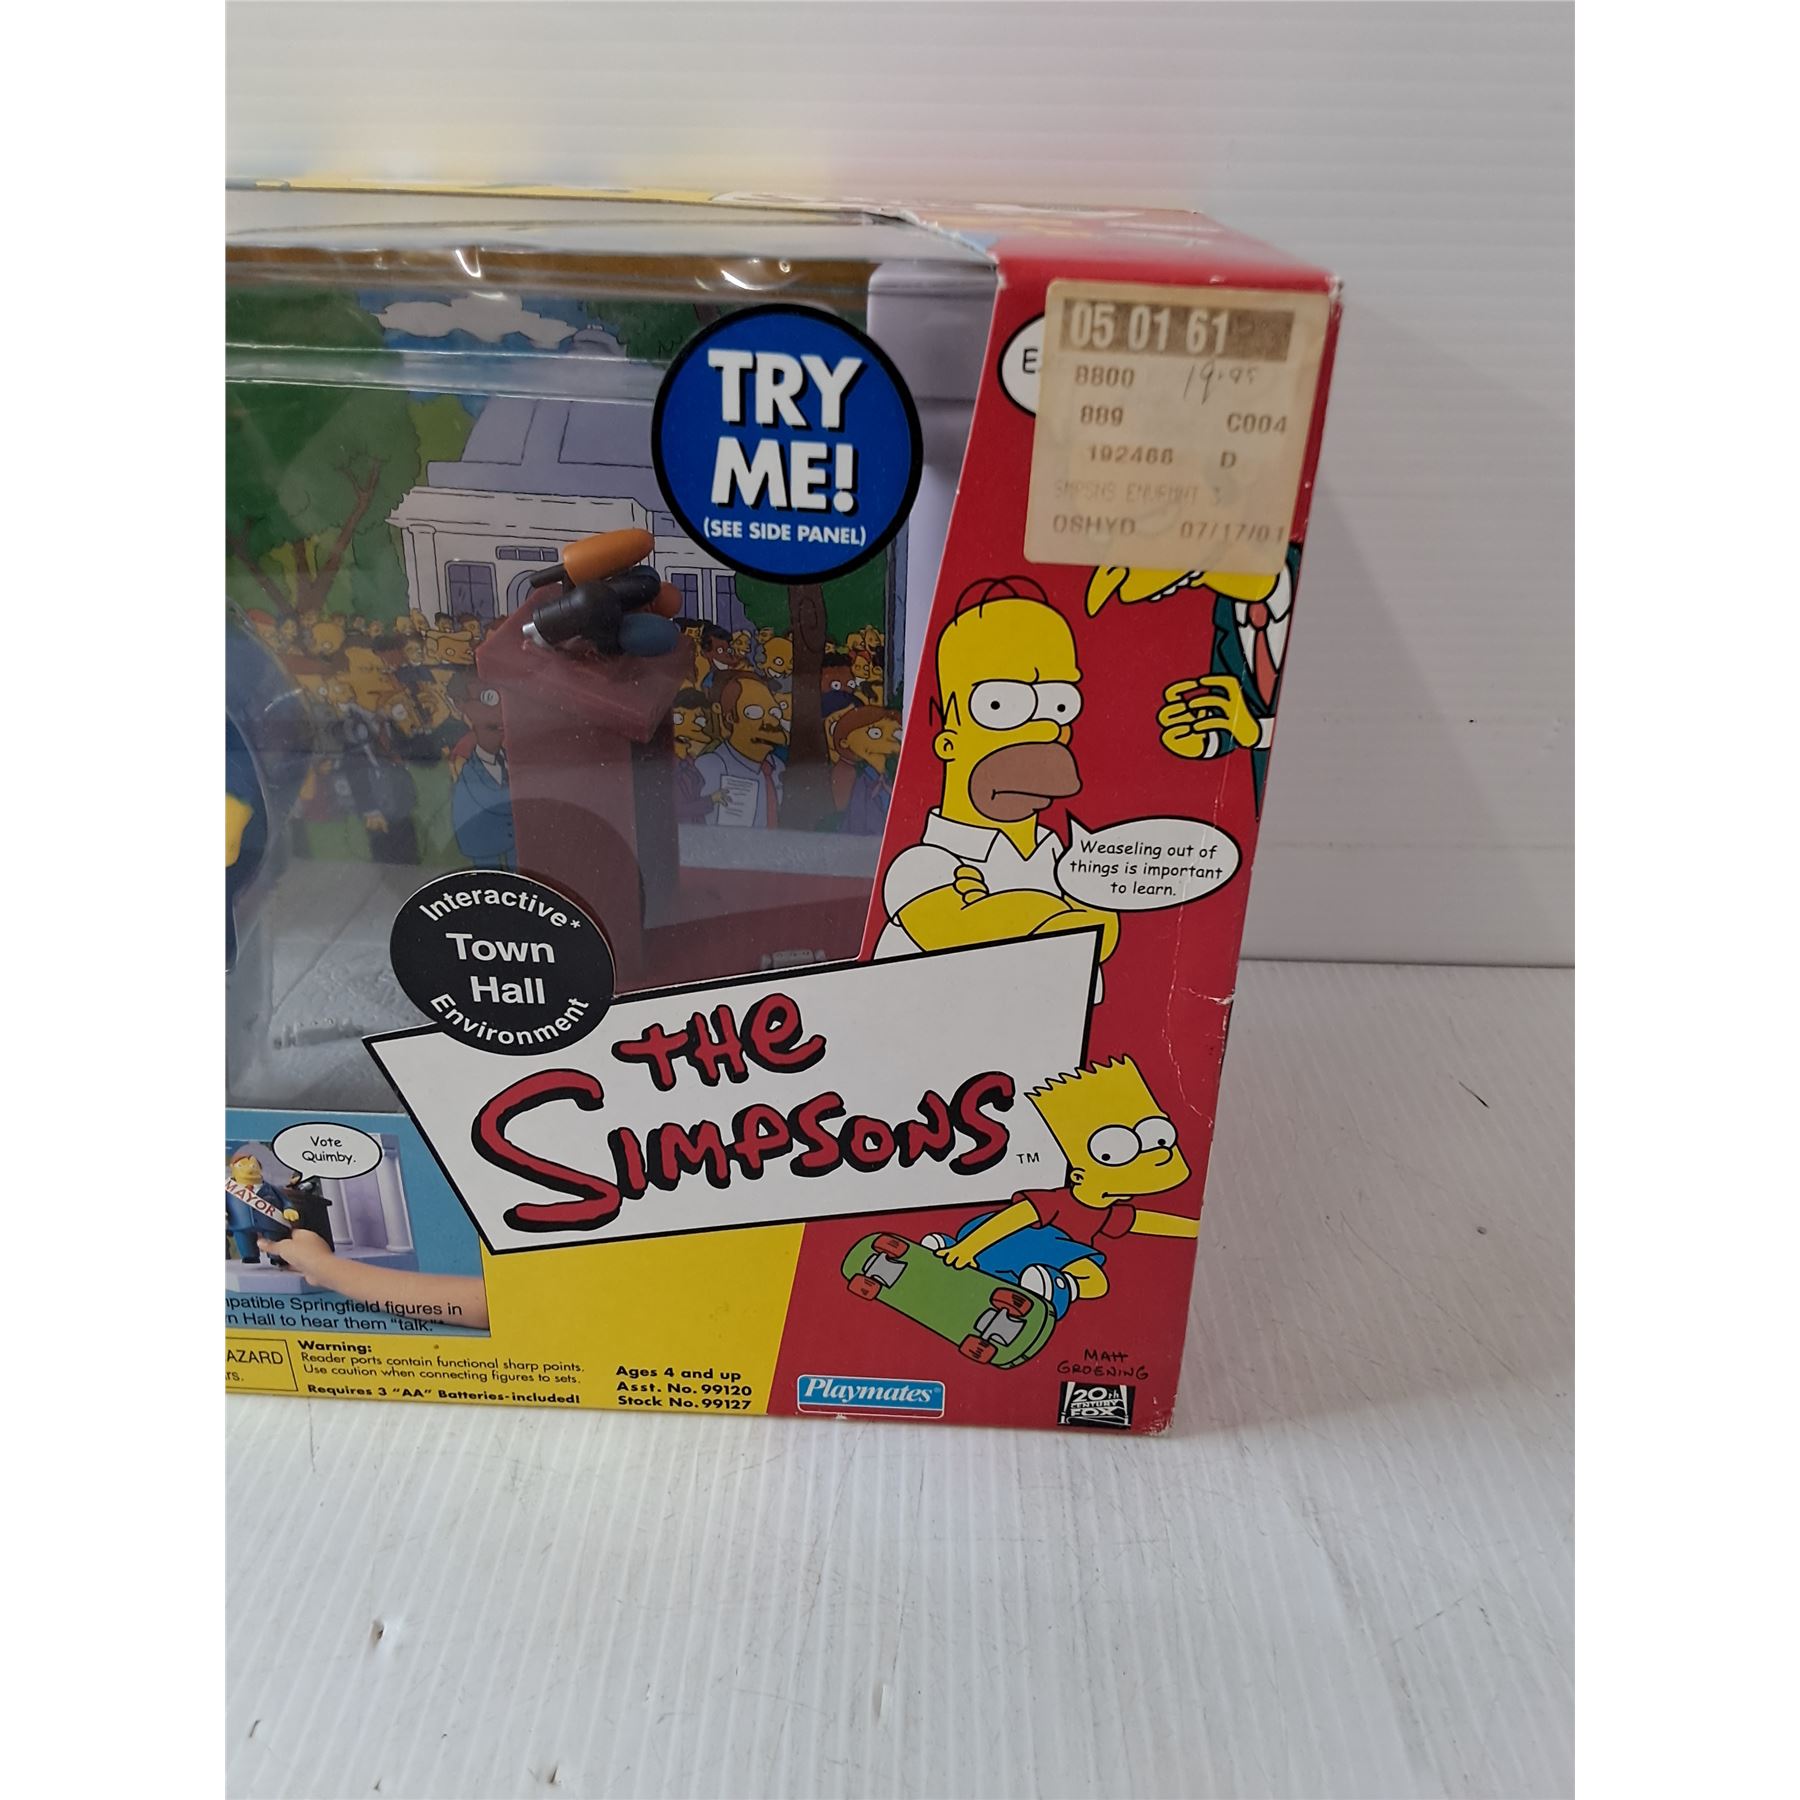 TRY
ME!
(SEE SIDE PANEL)
E
05 01 61
8800 19.95
889 C004
192468 D
OSHYD 07/17/01
Weaseling out of
things is important
to learn.
Interactive*
Town
Hall
Environment
THE
SIMPSONS TM
Vote
Quimby.
MAYOR
patible Springfield figures in
n Hall to hear them "talk."*
AZARD
rs.
Warning:
Reader ports contain functional sharp points.
Use caution when connecting figures to sets.
Requires 3 "AA" Batteries-included!
Ages 4 and up
Asst. No. 99120
Stock No. 99127
Playmates
MATT
GROENING
20th
CENTURY
FOX